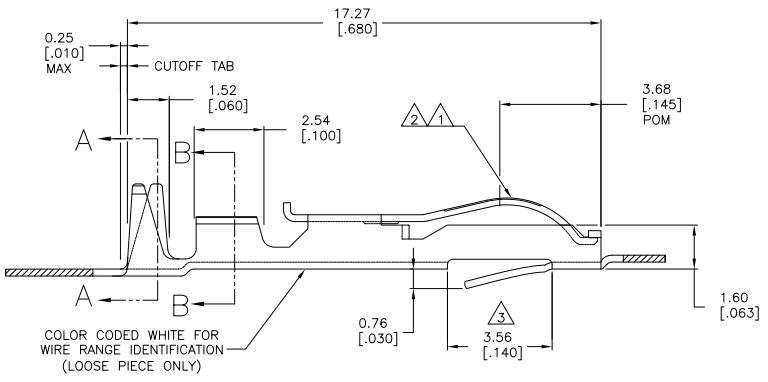 17.27
[.680]
0.25
[.010]
MAX
CUTOFF TAB
1.52
[.060]
2.54
[.100]
3.68
[.145]
POM
2
1
A
B
A
B
COLOR CODED WHITE FOR
WIRE RANGE IDENTIFICATION
(LOOSE PIECE ONLY)
0.76
[.030]
3
3.56
[.140]
1.60
[.063]